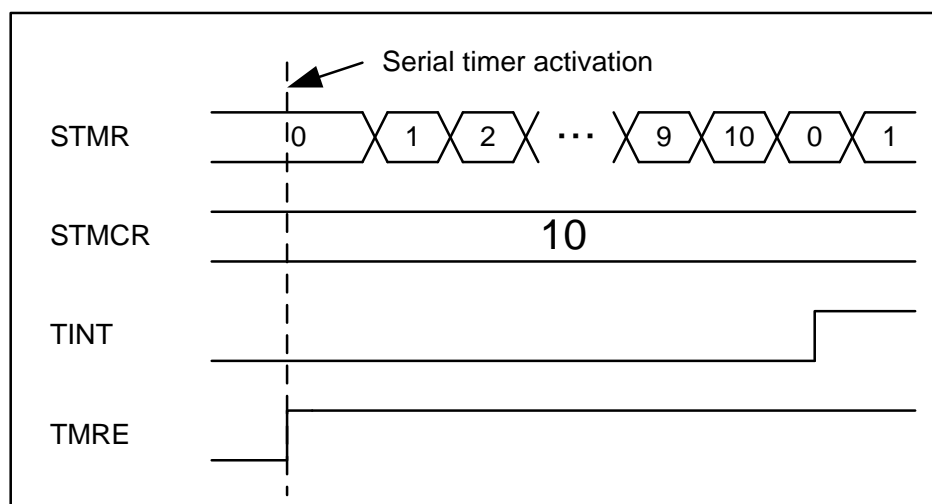 Serial timer activation
STMR 0 1 2 ... 9 10 0 1
STMCR 10
TINT
TMRE